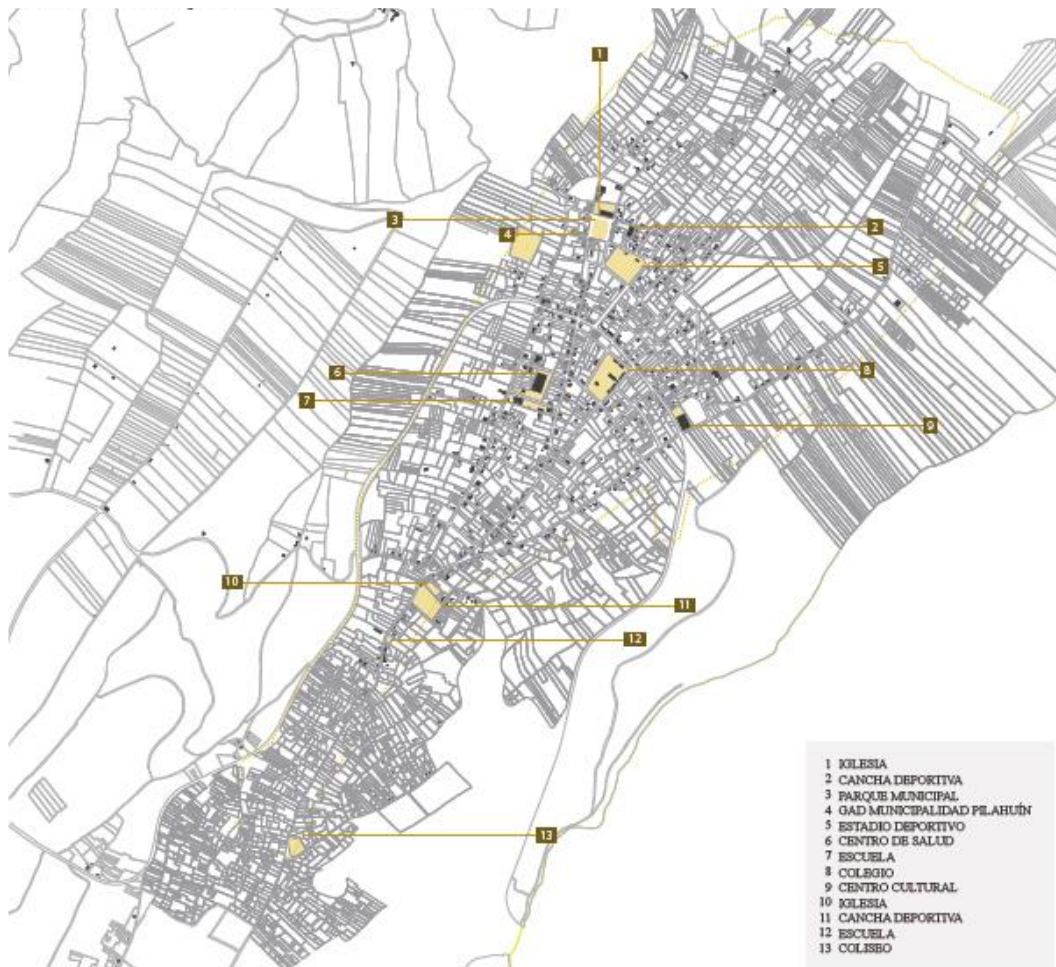 1
2
3
4
5
6
8
7
9
10
11
12
13
1 IGLESIA
2 CANCHA DEPORTIVA
3 PARQUE MUNICIPAL
4 GAD MUNICIPALIDAD PILAHUÍN
5 ESTADIO DEPORTIVO
6 CENTRO DE SALUD
7 ESCUELA
8 COLEGIO
9 CENTRO CULTURAL
10 IGLESIA
11 CANCHA DEPORTIVA
12 ESCUELA
13 COLISEO